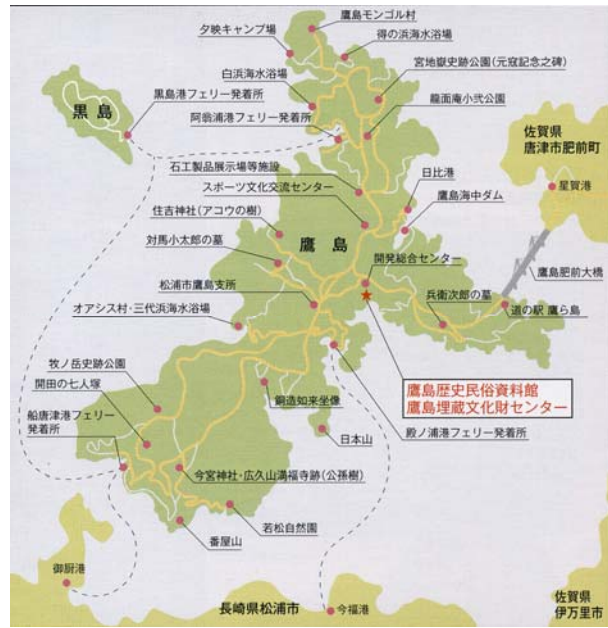 鷹島モンゴル村
夕映キャンプ場
得の浜海水浴場
宮地嶽史跡公園(元寇記念之碑)
白浜海水浴場
黒島
黒島港フェリー発着所
龍面庵小弐公園
阿翁浦港フェリー発着所
佐賀県
唐津市肥前町
石工製品展示場等施設
日比港
星賀港
スポーツ文化交流センター
鷹島海中ダム
住吉神社(アコウの樹)
鷹島
対馬小太郎の墓
開発総合センター
鷹島肥前大橋
松浦市鷹島支所
兵衛次郎の墓
道の駅 鷹ら島
オアシス村・三代浜海水浴場
牧ノ岳史跡公園
鷹島歴史民俗資料館
鷹島埋蔵文化財センター
開田の七人塚
銅造如来坐像
船唐津港フェリー
発着所
日本山
殿ノ浦港フェリー発着所
今宮神社・広久山満福寺跡(公孫樹)
若松自然園
番屋山
御厨港
長崎県松浦市
今福港
佐賀県
伊万里市